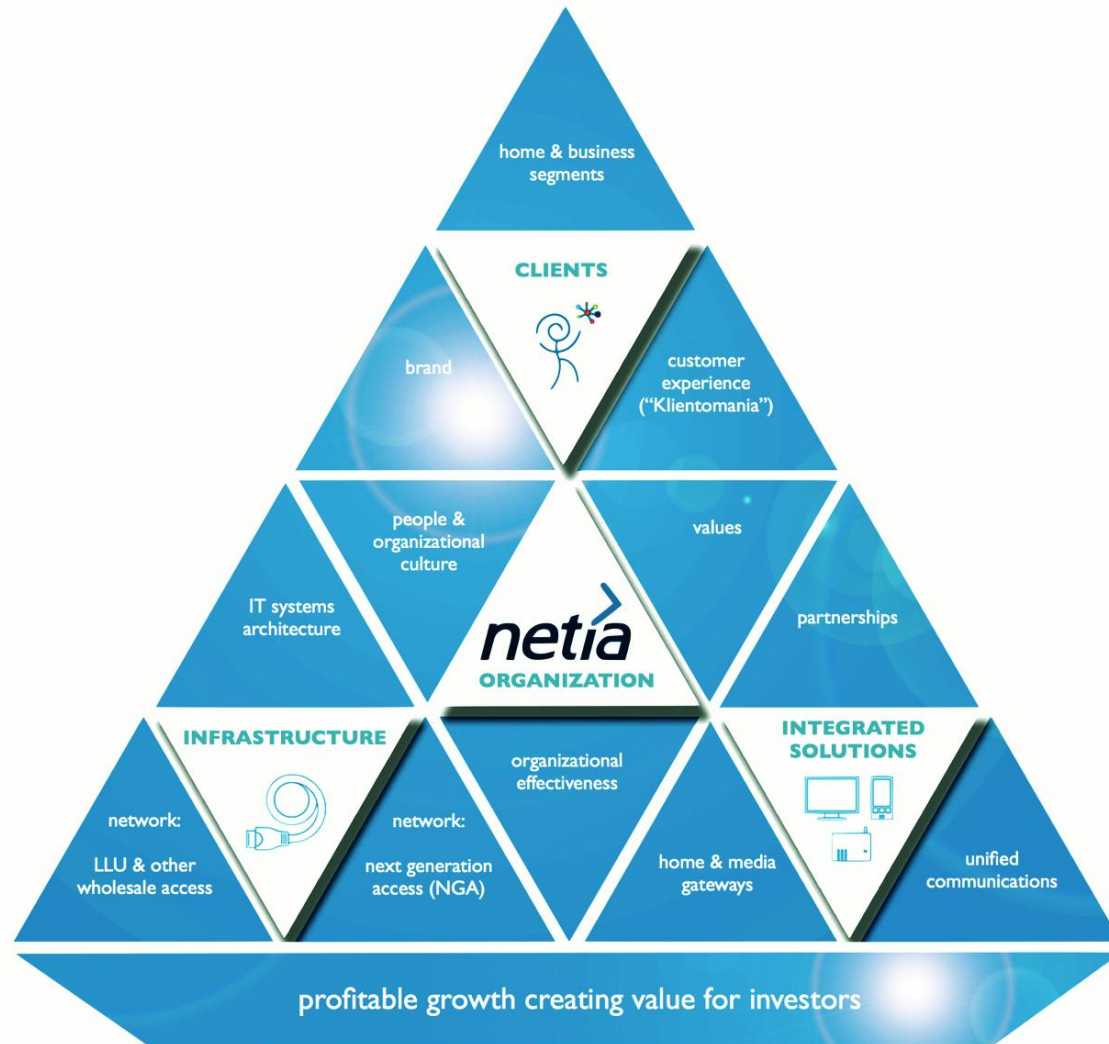 home & business
segments
CLIENTS
brand
customer
experience
(“Klientomania”)
people &
organizational
culture
values
IT systems
architecture
netia
ORGANIZATION
partnerships
INFRASTRUCTURE
organizational
effectiveness
INTEGRATED
SOLUTIONS
network:
LLU & other
wholesale access
network:
next generation
access (NGA)
home & media
gateways
unified
communications
profitable growth creating value for investors